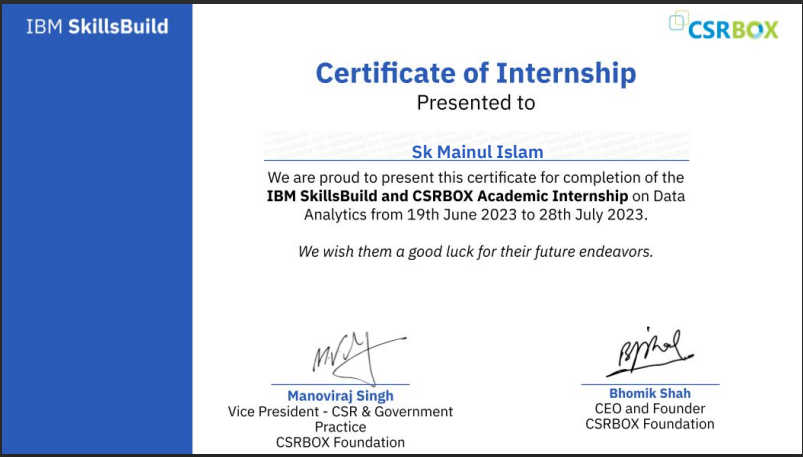 IBM SkillsBuild
CSRBOX
Certificate of Internship
Presented to
Sk Mainul Islam
We are proud to present this certificate for completion of the
IBM SkillsBuild and CSRBOX Academic Internship on Data
Analytics from 19th June 2023 to 28th July 2023.
We wish them a good luck for their future endeavors.
Manoviraj Singh
Vice President - CSR & Government
Practice
CSRBOX Foundation
Bhomik Shah
CEO and Founder
CSRBOX Foundation